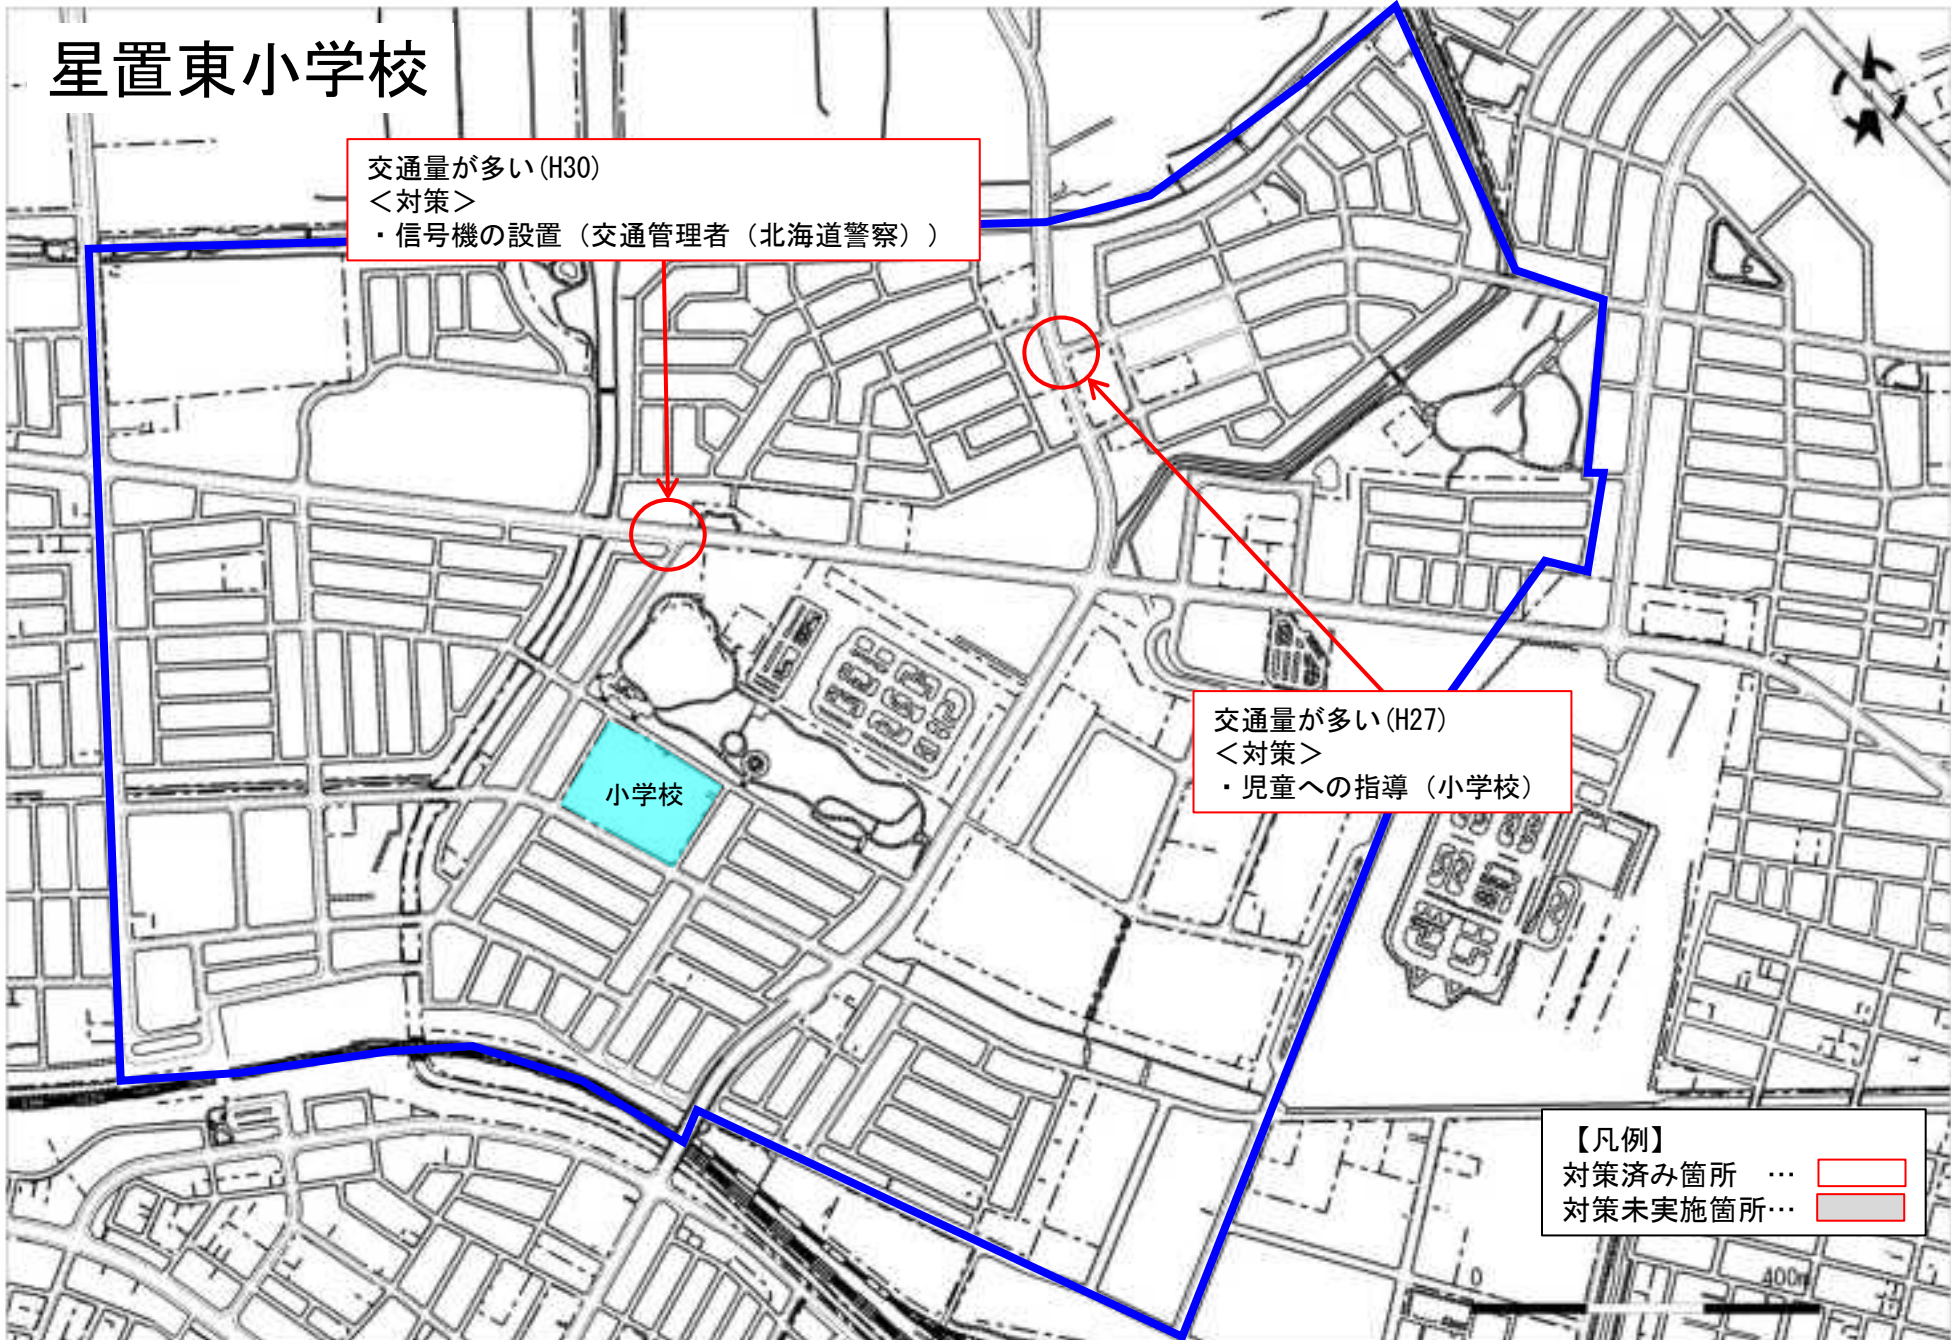 星置東小学校
交通量が多い(H30)
＜対策＞
・信号機の設置（交通管理者（北海道警察））
交通量が多い(H27)
＜対策＞
・児童への指導（小学校）
小学校
【凡例】
対策済み箇所　…
対策未実施箇所…
0
400m